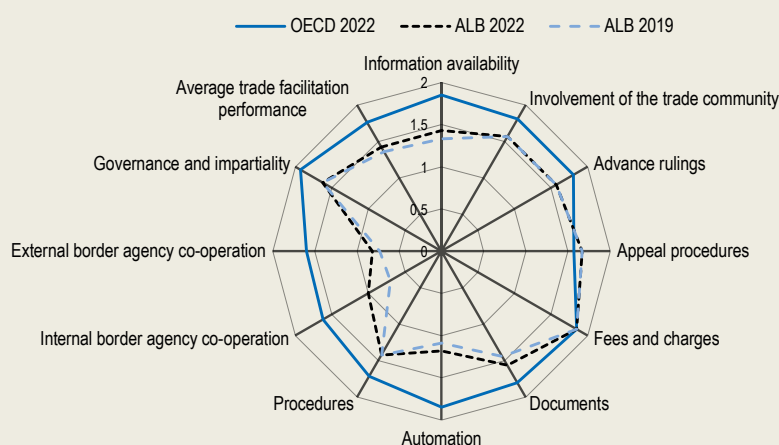 OECD 2022 ALB 2022 ALB 2019
Information availability
Involvement of the trade community
Advance rulings
Appeal procedures
Fees and charges
Documents
Automation
Procedures
Internal border agency co-operation
External border agency co-operation
Governance and impartiality
Average trade facilitation
performance
2
1.5
1
0.5
0